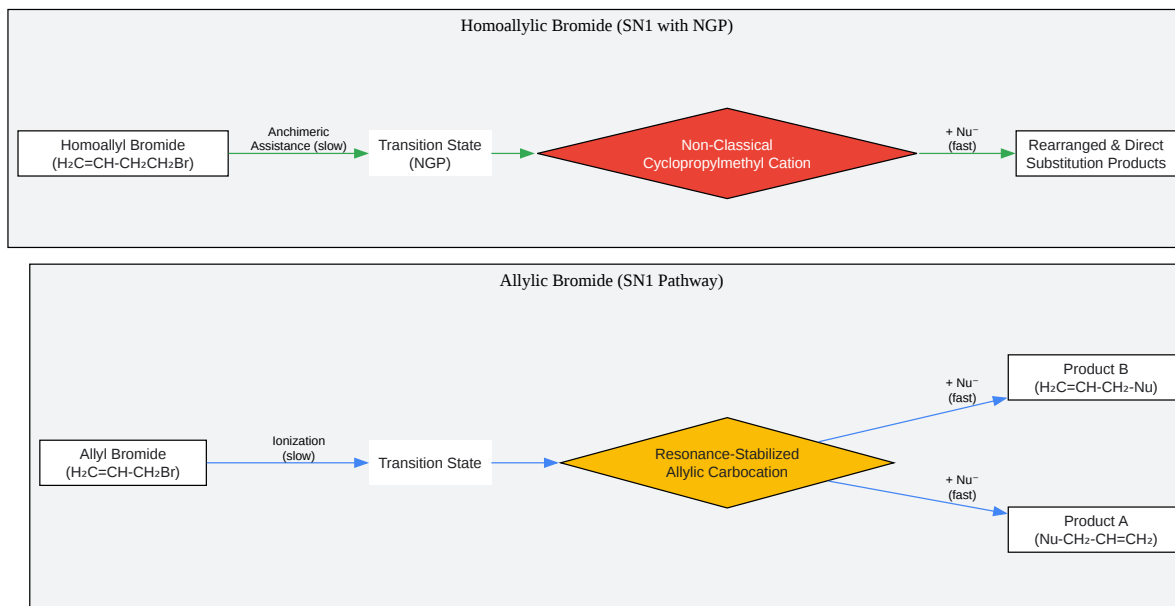 Homoallylic Bromide (SN1 with NGP)
Homoallyl Bromide
(H₂C=CH-CH₂CH₂Br)
Anchimeric
Assistance (slow)
Transition State
(NGP)
Non-Classical
Cyclopropylmethyl Cation
+ Nu⁻
(fast)
Rearranged & Direct
Substitution Products
Allylic Bromide (SN1 Pathway)
Allyl Bromide
(H₂C=CH-CH₂Br)
Ionization
(slow)
Transition State
Resonance-Stabilized
Allylic Carbocation
+ Nu⁻
(fast)
Product B
(H₂C=CH-CH₂-Nu)
+ Nu⁻
(fast)
Product A
(Nu-CH₂-CH=CH₂)